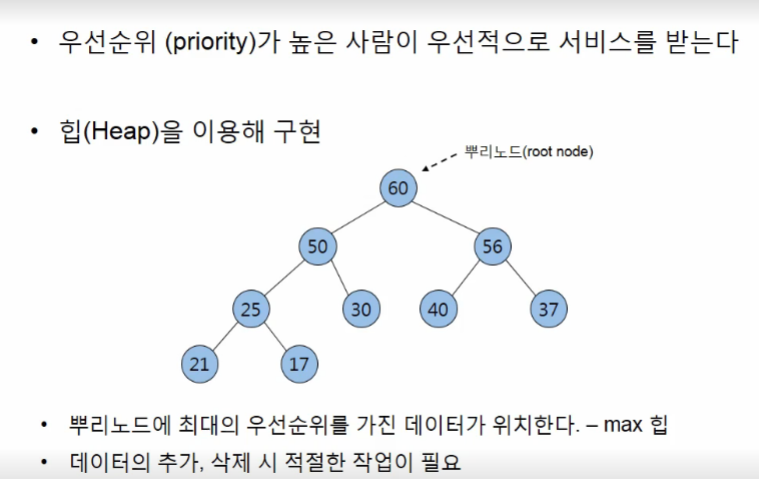 • 우선순위 (priority)가 높은 사람이 우선적으로 서비스를 받는다
• 힙(Heap)을 이용해 구현
뿌리노드(root node)
60
50
56
25
30
40
37
21
17
• 뿌리노드에 최대의 우선순위를 가진 데이터가 위치한다. – max 힙
• 데이터의 추가, 삭제 시 적절한 작업이 필요